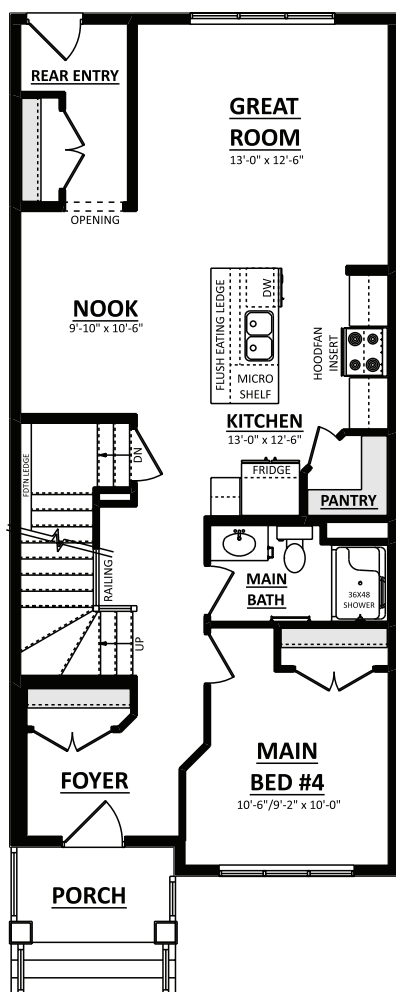 REAR ENTRY
GREAT
ROOM
13'-0" x 12'-6"
OPENING
NOOK
9'-10" x 10'-6"
FLUSH EATING LEDGE
DW
MICRO
SHELF
HOODFAN
INSERT
KITCHEN
13'-0" x 12'-6"
FRIDGE
PANTRY
FDTN LEDGE
DN
RAILING
UP
MAIN
BATH
36X48
SHOWER
FOYER
MAIN
BED #4
10'-6"/9'-2" x 10'-0"
PORCH